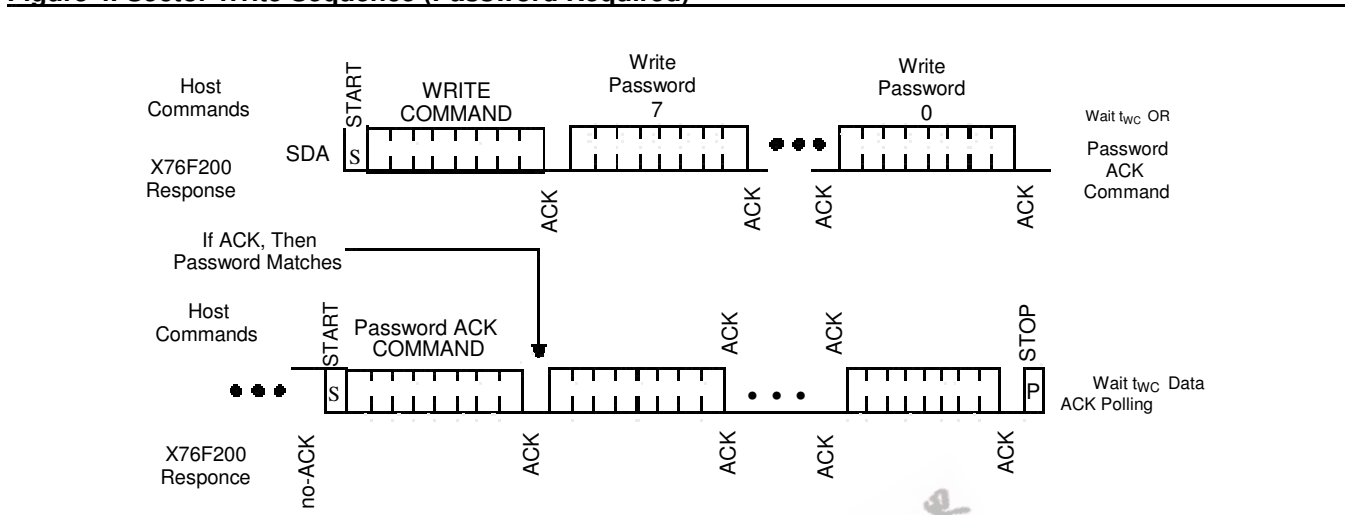 Figure 4. Sector Write Sequence (Password Required)
Host
Commands
START
WRITE
COMMAND
Write
Password
7
Write
Password
0
Wait tWC OR
Password
ACK
Command
SDA
S
X76F200
Response
ACK
ACK
ACK
ACK
If ACK, Then
Password Matches
Host
Commands
START
Password ACK
COMMAND
ACK
ACK
STOP
S
P
Wait tWC Data
ACK Polling
X76F200
Responce
no-ACK
ACK
ACK
ACK
ACK